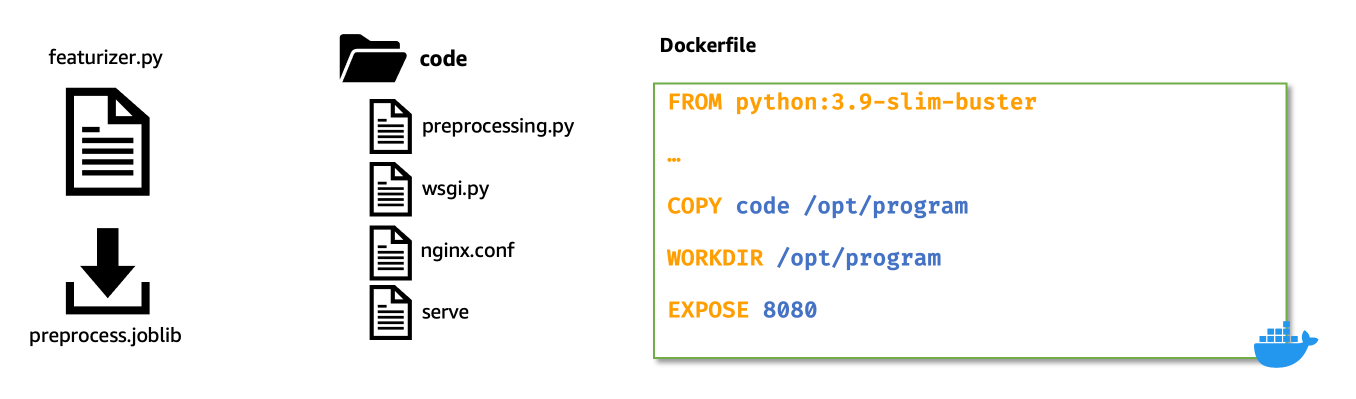 featurizer.py
preprocess.joblib
code
preprocessing.py
wsgi.py
nginx.conf
serve
Dockerfile
FROM python:3.9-slim-buster
…
COPY code /opt/program
WORKDIR /opt/program
EXPOSE 8080